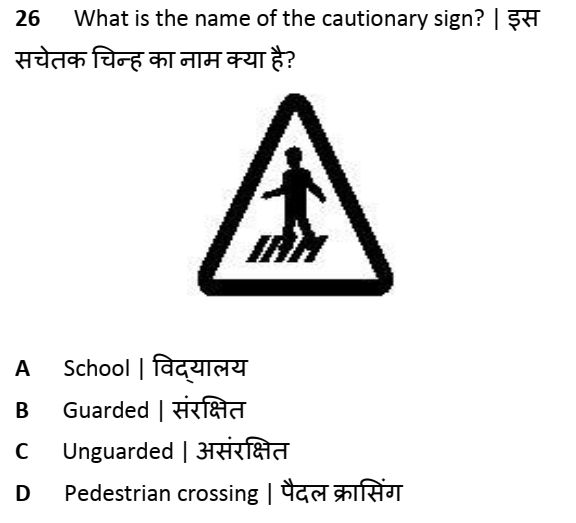 26 What is the name of the cautionary sign? | इस
सचेतक चिन्ह का नाम क्या है?
A School | विद्यालय
B Guarded | संरक्षित
C Unguarded | असंरक्षित
D Pedestrian crossing | पैदल क्रासिंग